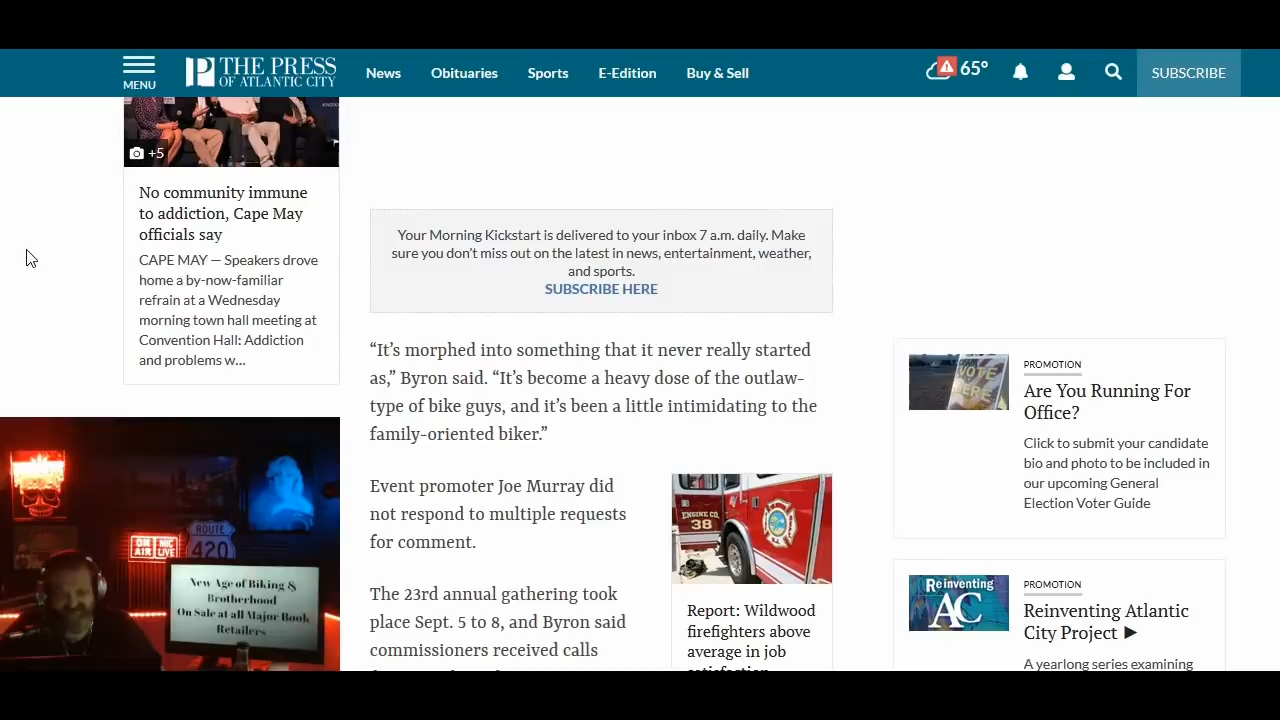 MENU
THE PRESS
OF ATLANTIC CITY
News
Obituaries
Sports
E-Edition
Buy & Sell
65°
SUBSCRIBE
+5
No community immune
to addiction, Cape May
officials say
CAPE MAY — Speakers drove
home a by-now-familiar
refrain at a Wednesday
morning town hall meeting at
Convention Hall: Addiction
and problems w...
Your Morning Kickstart is delivered to your inbox 7 a.m. daily. Make
sure you don't miss out on the latest in news, entertainment, weather,
and sports.
SUBSCRIBE HERE
“It’s morphed into something that it never really started
as,” Byron said. “It’s become a heavy dose of the outlaw-
type of bike guys, and it’s been a little intimidating to the
family-oriented biker.”
Event promoter Joe Murray did
not respond to multiple requests
for comment.
The 23rd annual gathering took
place Sept. 5 to 8, and Byron said
commissioners received calls
ENGINE CO.
38
Report: Wildwood
firefighters above
average in job
satisfaction
VOTE
HERE
PROMOTION
Are You Running For
Office?
Click to submit your candidate
bio and photo to be included in
our upcoming General
Election Voter Guide
Reinventing
AC
PROMOTION
Reinventing Atlantic
City Project
A yearlong series examining
ROUTE
420
ON AIR
MIC
LIVE
New Age of Biking &
Brotherhood
On Sale at all Major Book
Retailers